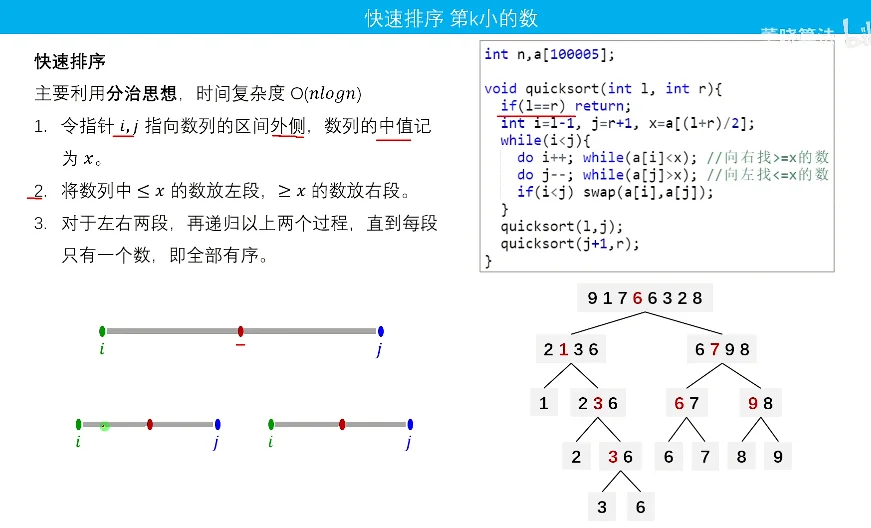 快速排序 第k小的数
董晓算法
快速排序
主要利用分治思想，时间复杂度 O(nlogn)
1. 令指针 i,j 指向数列的区间外侧，数列的中值记
为 x。
2. 将数列中 ≤ x 的数放左段，≥ x 的数放右段。
3. 对于左右两段，再递归以上两个过程，直到每段
只有一个数，即全部有序。
int n,a[100005];
void quicksort(int l, int r){
if(l==r) return;
int i=l-1, j=r+1, x=a[(l+r)/2];
while(i<j){
do i++; while(a[i]<x); //向右找>=x的数
do j--; while(a[j]>x); //向左找<=x的数
if(i<j) swap(a[i],a[j]);
}
quicksort(l,j);
quicksort(j+1,r);
}
i j
i j i j
9 1 7 6 6 3 2 8
2 1 3 6 6 7 9 8
1 2 3 6 6 7 9 8
2 3 6 6 7 8 9
3 6